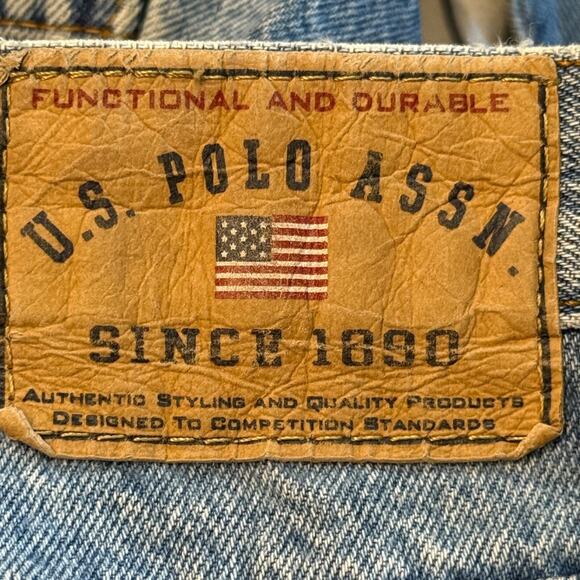 FUNCTIONAL AND DURABLE
U.S. POLO ASSN.
SINCE 1890
AUTHENTIC STYLING AND QUALITY PRODUCTS
DESIGNED TO COMPETITION STANDARDS